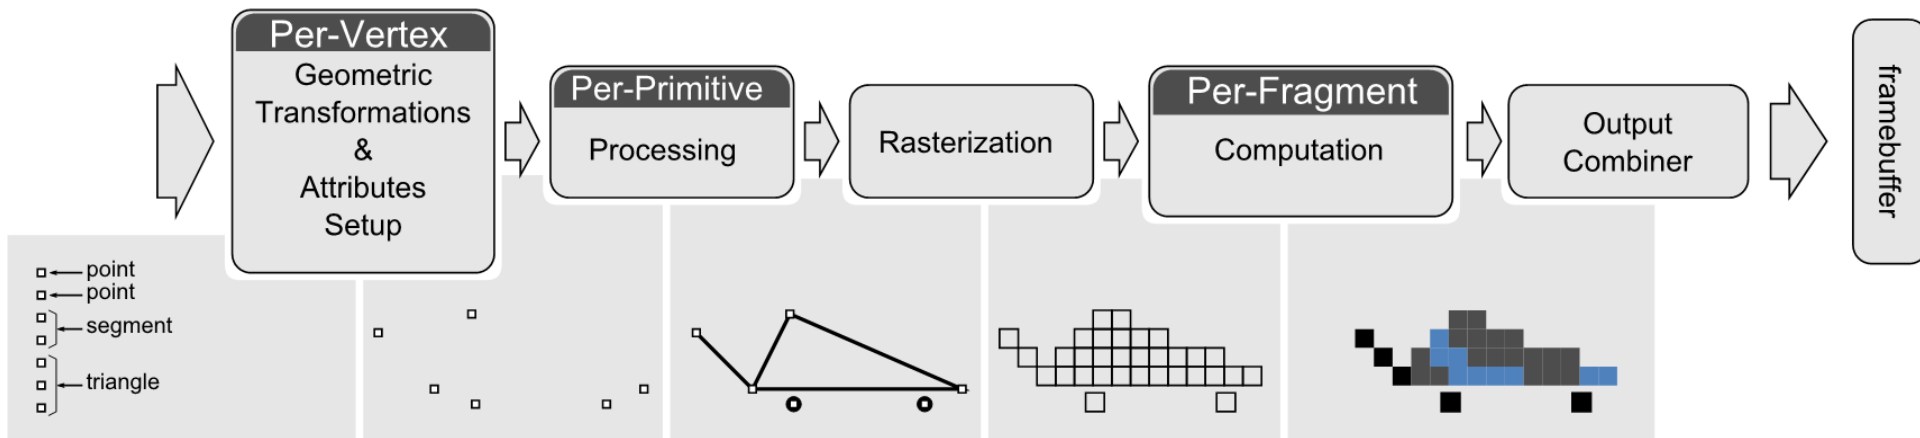 Per-Vertex
Geometric
Transformations
&
Attributes
Setup
Per-Primitive
Processing
Rasterization
Per-Fragment
Computation
Output
Combiner
framebuffer
point
point
segment
triangle